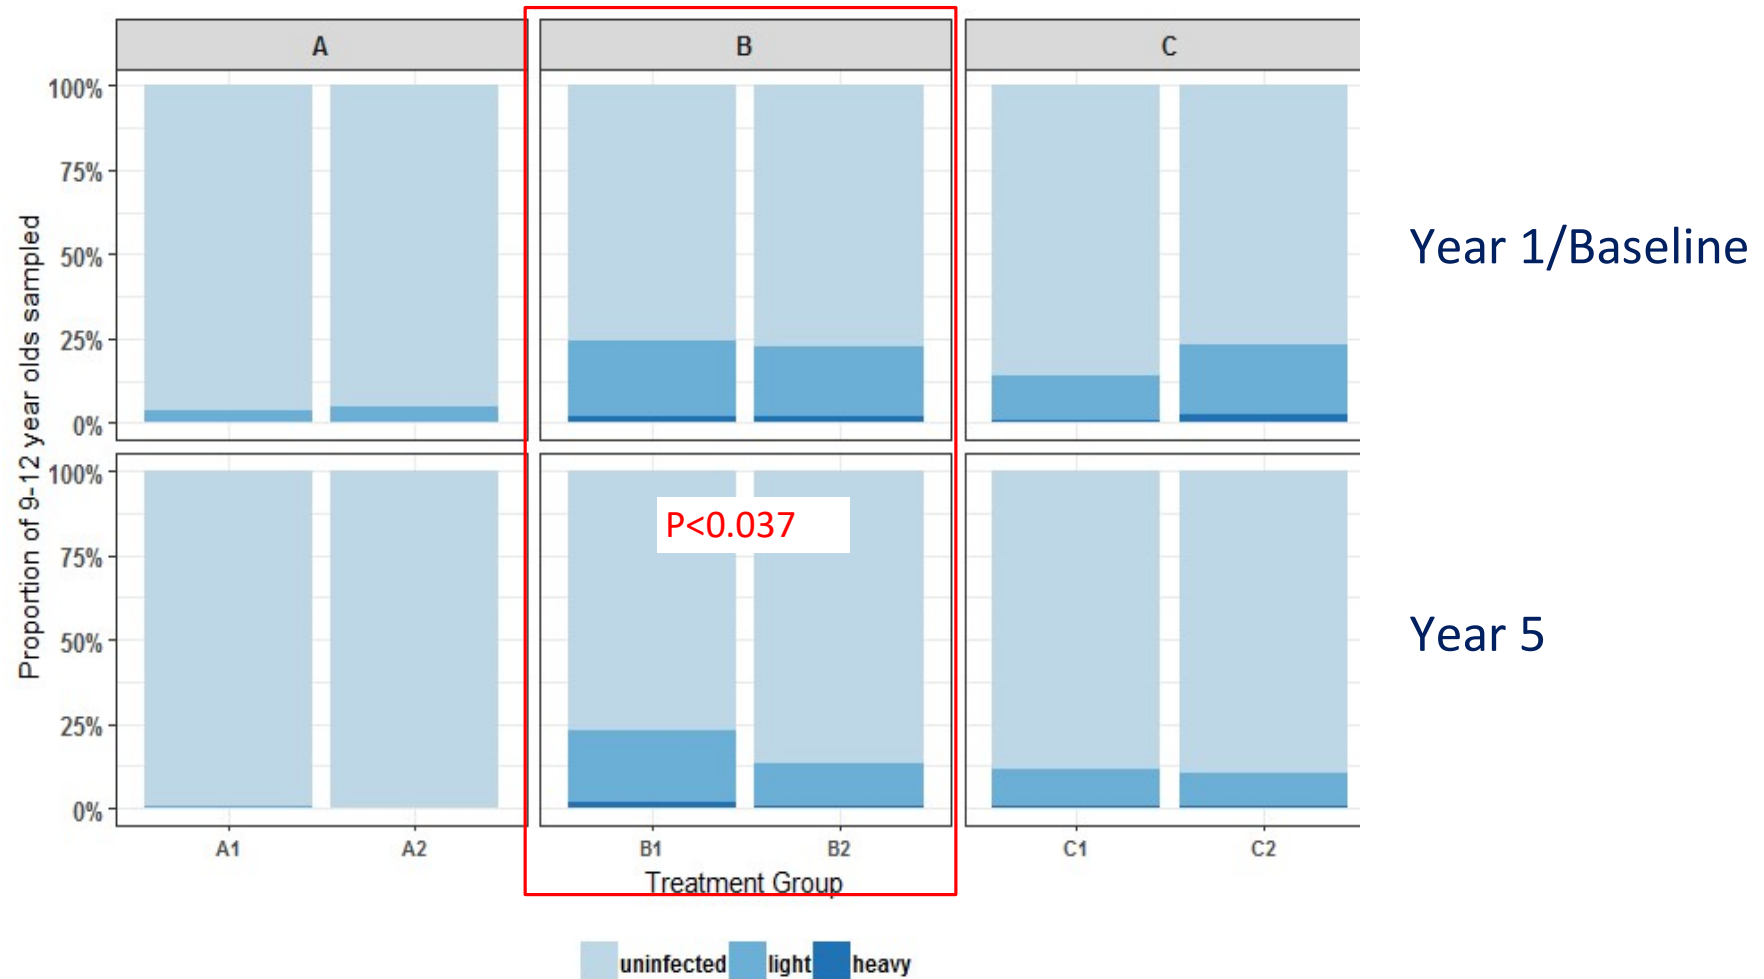 A
B
C
100%
75%
50%
25%
0%
Year 1/Baseline
Proportion of 9-12 year olds sampled
100%
75%
50%
25%
0%
P<0.037
Year 5
A1
A2
B1
B2
C1
C2
Treatment Group
uninfected light heavy